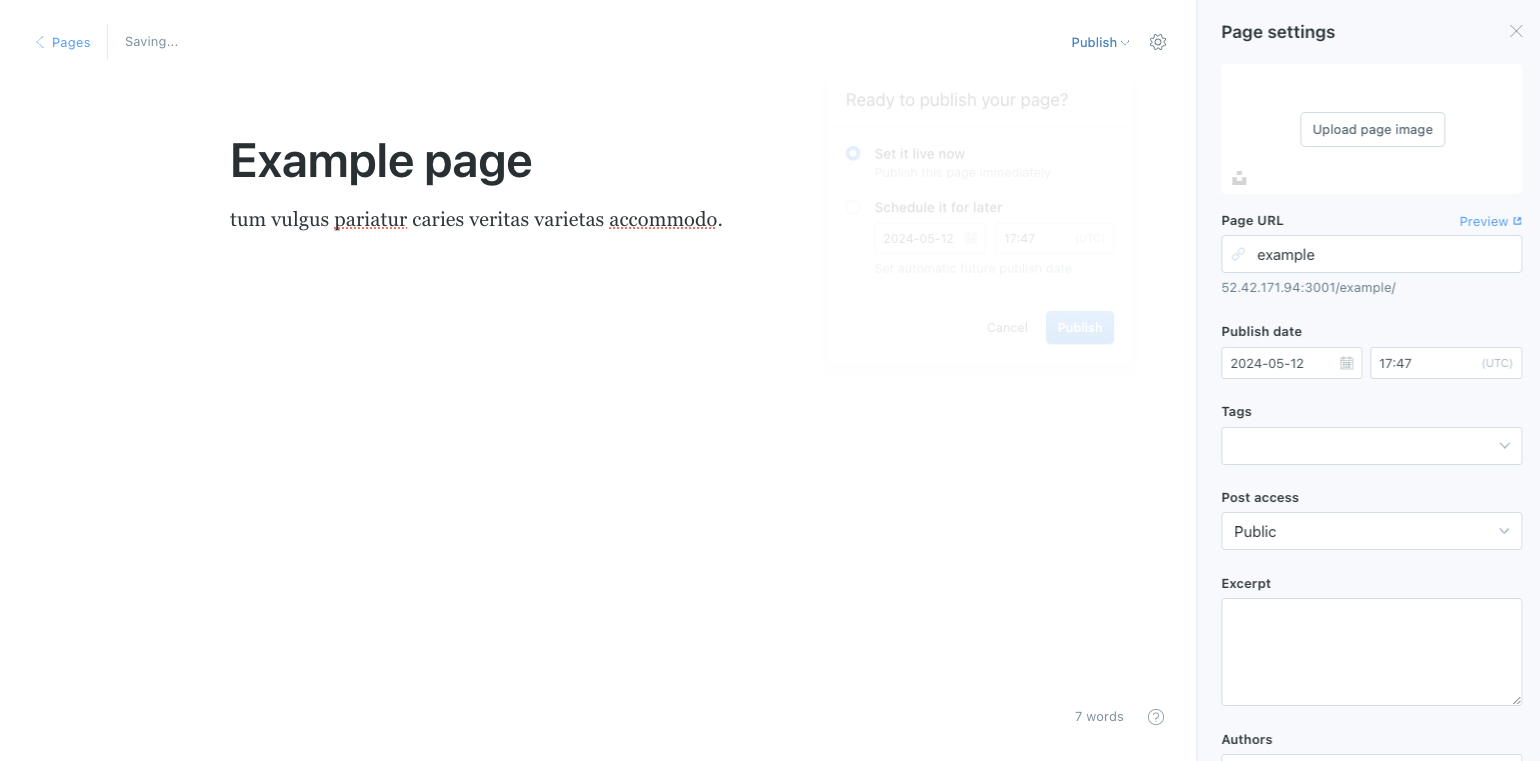 Pages
Saving...
Publish
Ready to publish your page?
Set it live now
Publish this page immediately
Schedule it for later
2024-05-12
17:47
(UTC)
Set automatic future publish date
Cancel
Publish
Example page
tum vulgus pariatur caries veritas varietas accommodo.
7 words
?
Page settings
Upload page image
Page URL
Preview
example
52.42.171.94:3001/example/
Publish date
2024-05-12
17:47
(UTC)
Tags
Post access
Public
Excerpt
Authors